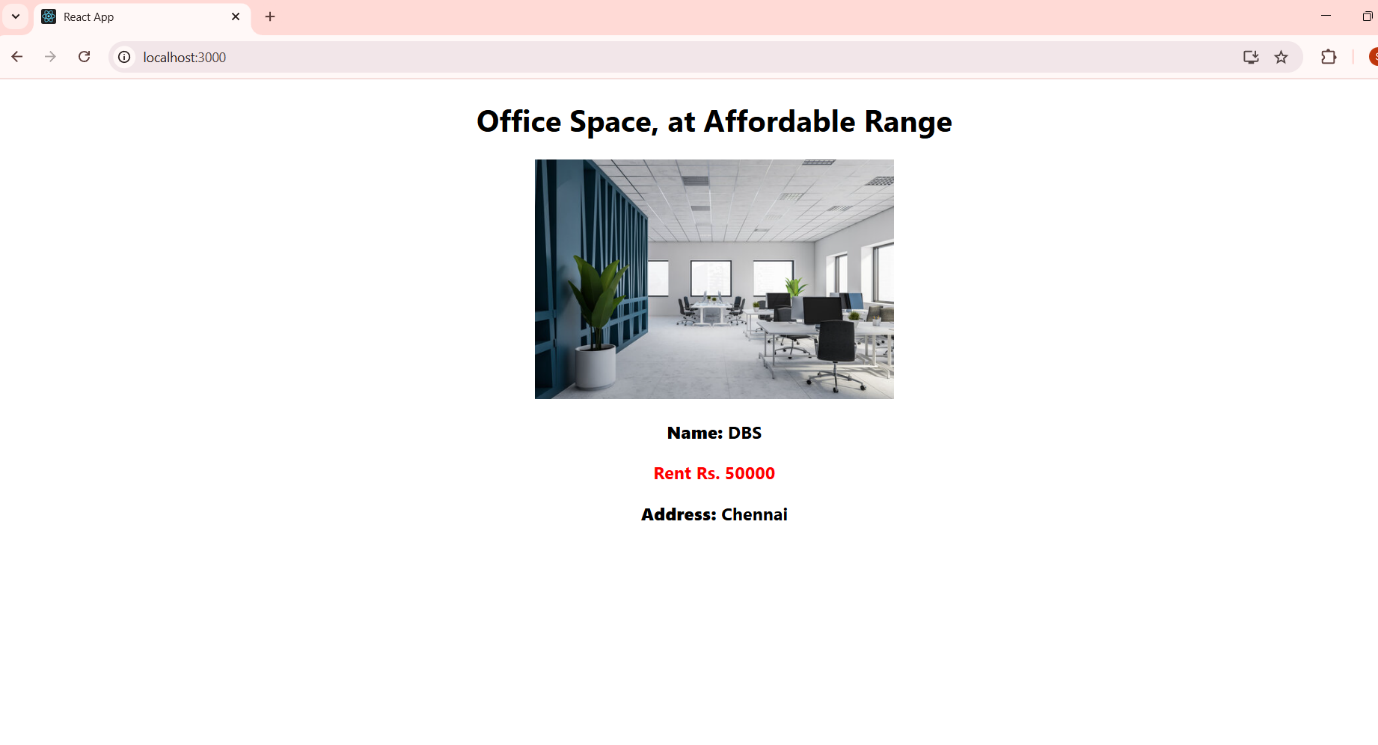 React App
localhost:3000
Office Space, at Affordable Range
Name: DBS
Rent Rs. 50000
Address: Chennai